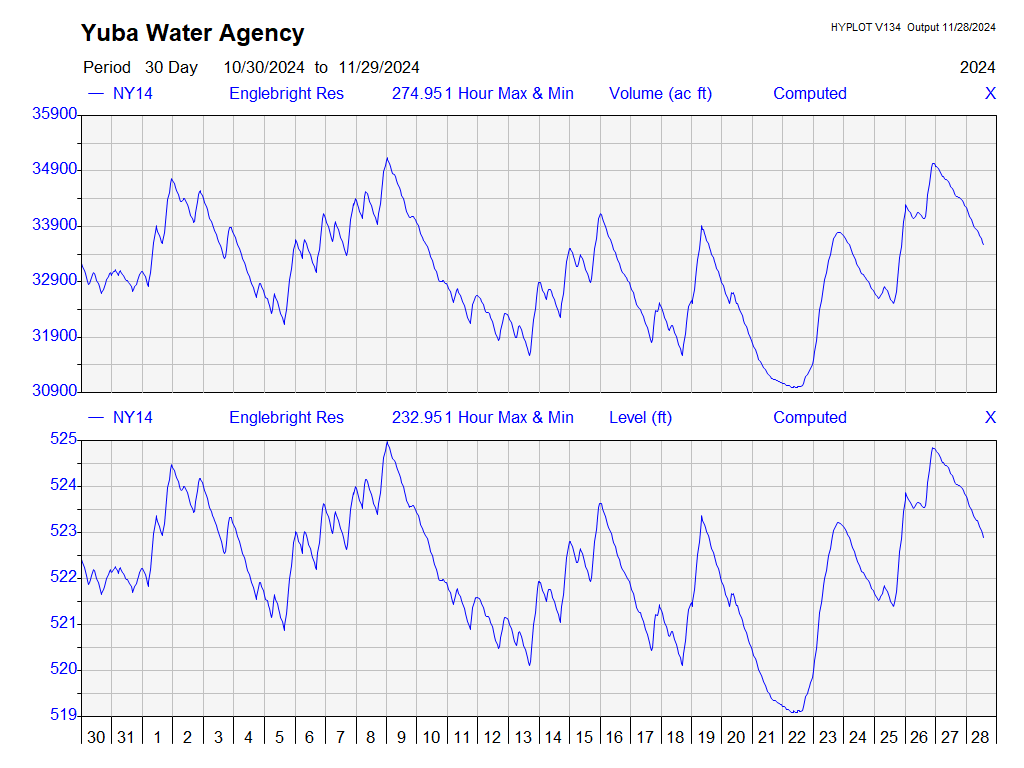 Yuba Water Agency
HYPLOT V134 Output 11/28/2024
Period 30 Day 10/30/2024 to 11/29/2024
2024
— NY14 Englebright Res 274.951 Hour Max & Min Volume (ac ft) Computed X
35900
34900
33900
32900
31900
30900
— NY14 Englebright Res 232.951 Hour Max & Min Level (ft) Computed X
525
524
523
522
521
520
519
30 31 1 2 3 4 5 6 7 8 9 10 11 12 13 14 15 16 17 18 19 20 21 22 23 24 25 26 27 28